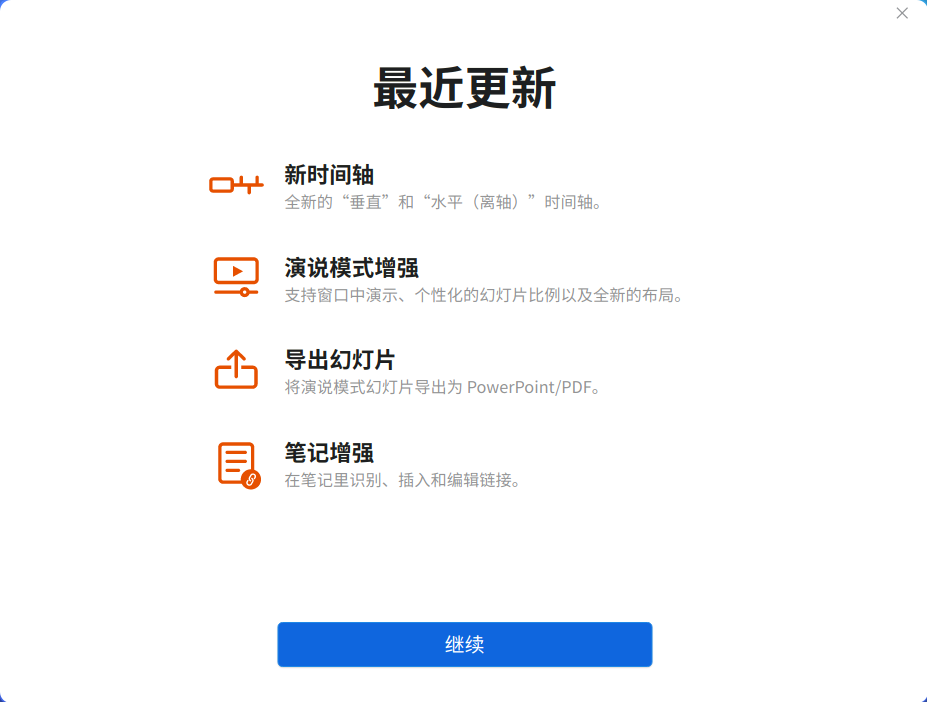 最近更新
新时间轴
全新的“垂直”和“水平（离轴）”时间轴。
演说模式增强
支持窗口中演示、个性化的幻灯片比例以及全新的布局。
导出幻灯片
将演说模式幻灯片导出为 PowerPoint/PDF。
笔记增强
在笔记里识别、插入和编辑链接。
继续